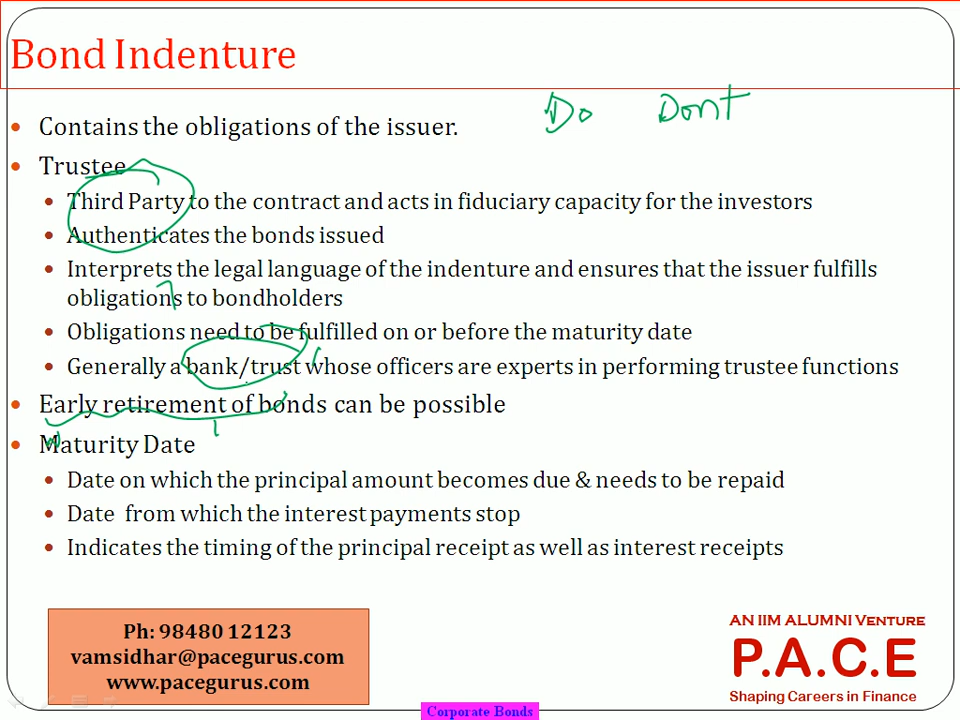 Bond Indenture
Do Dont
• Contains the obligations of the issuer.
• Trustee
• Third Party to the contract and acts in fiduciary capacity for the investors
• Authenticates the bonds issued
• Interprets the legal language of the indenture and ensures that the issuer fulfills
obligations to bondholders
• Obligations need to be fulfilled on or before the maturity date
• Generally a bank/trust whose officers are experts in performing trustee functions
• Early retirement of bonds can be possible
• Maturity Date
• Date on which the principal amount becomes due & needs to be repaid
• Date from which the interest payments stop
• Indicates the timing of the principal receipt as well as interest receipts
Ph: 98480 12123
vamsidhar@pacegurus.com
www.pacegurus.com
AN IIM ALUMNI VENTURE
P.A.C.E
Shaping Careers in Finance
Corporate Bonds